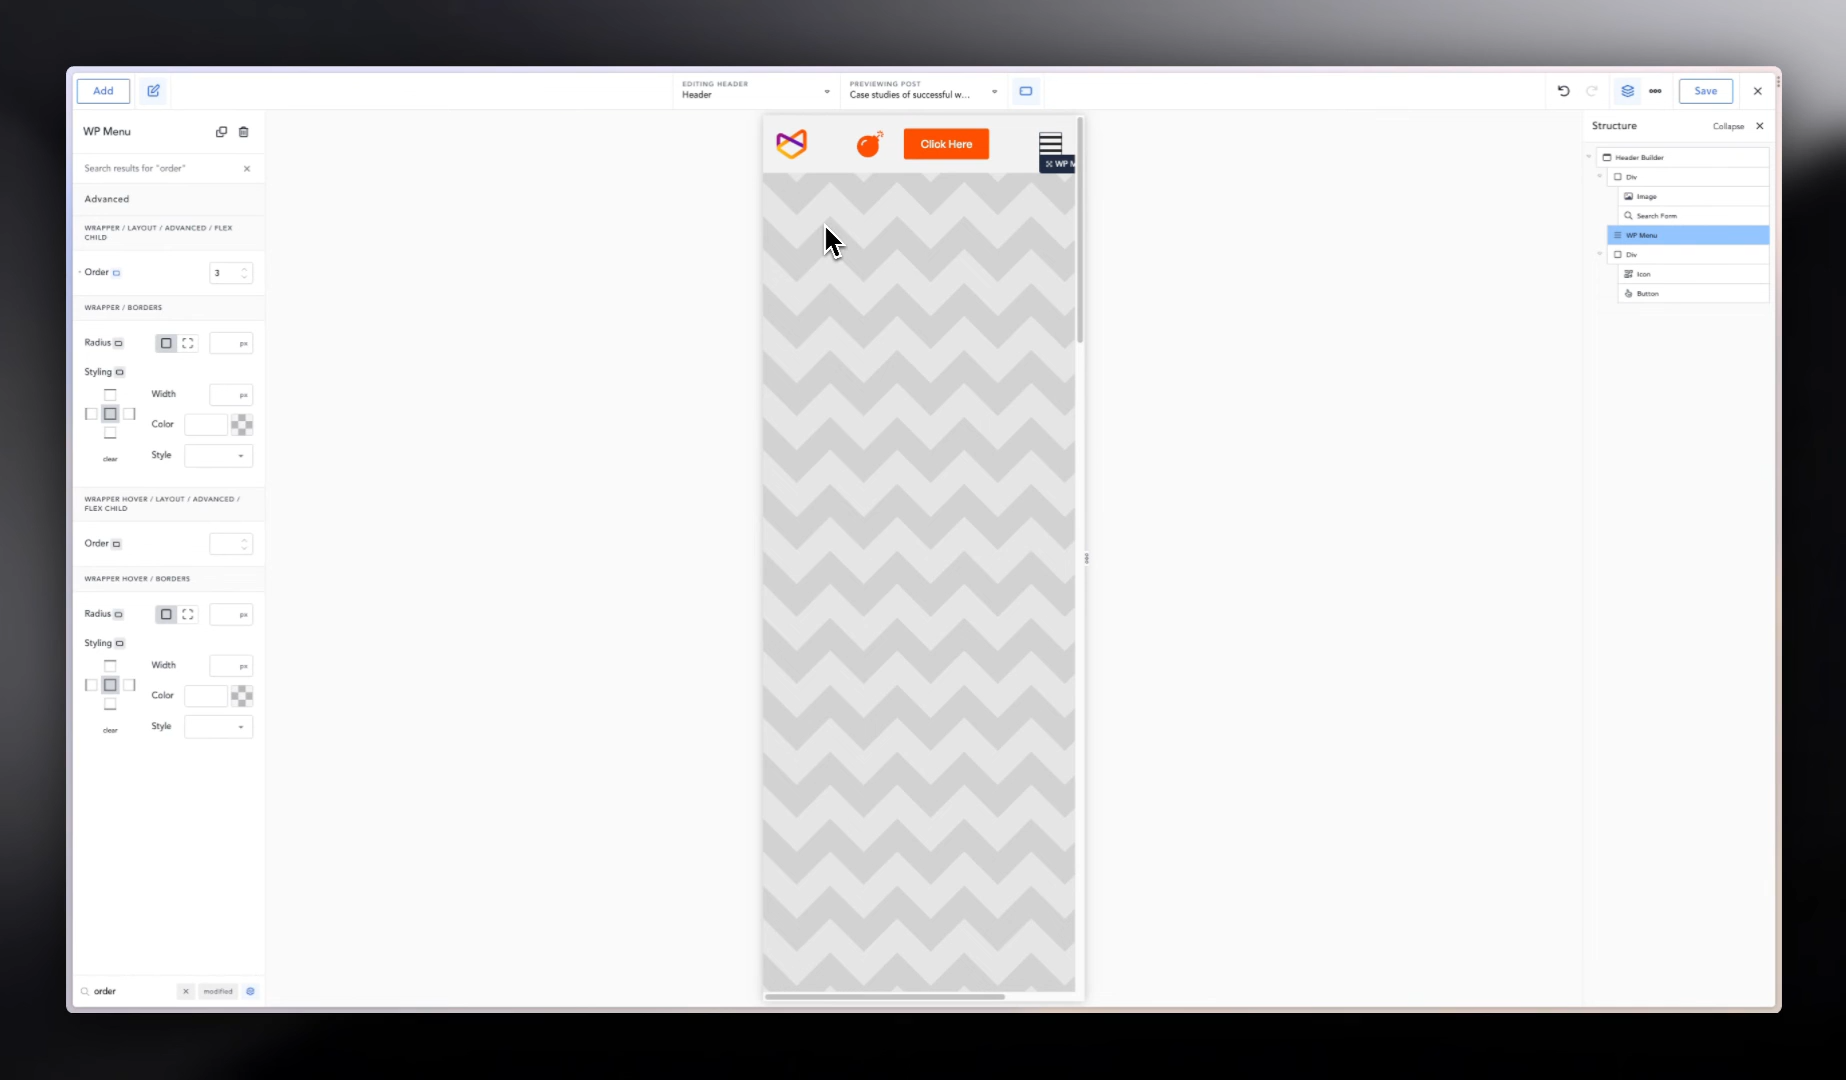 Add
EDITING HEADER
Header
PREVIEWING POST
Case studies of successful w...
Save
WP Menu
Search results for "order"
Advanced
WRAPPER / LAYOUT / ADVANCED / FLEX
CHILD
Order
3
WRAPPER / BORDERS
Radius
px
Styling
Width
px
Color
Style
clear
WRAPPER HOVER / LAYOUT / ADVANCED /
FLEX CHILD
Order
WRAPPER HOVER / BORDERS
Radius
px
Styling
Width
px
Color
Style
clear
order
modified
Click Here
WP M
Structure
Collapse
Header Builder
Div
Image
Search Form
WP Menu
Div
Icon
Button